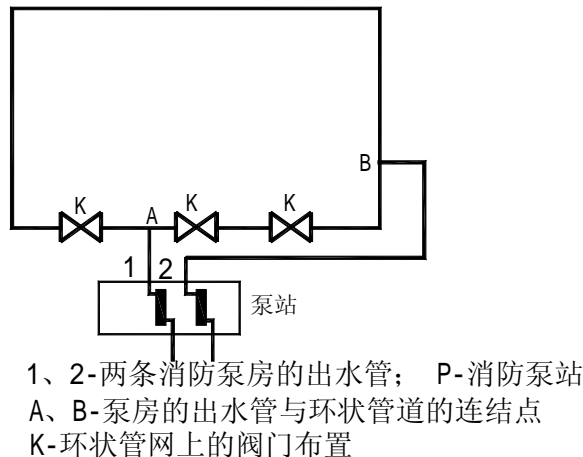 B
K
A
K
K
1
2
泵站
1、2-两条消防泵房的出水管； P-消防泵站
A、B-泵房的出水管与环状管道的连结点
K-环状管网上的阀门布置